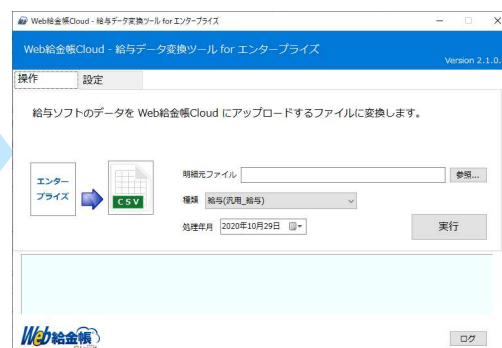 Web給金帳Cloud - 給与データ変換ツール for エンタープライズ
Web給金帳Cloud - 給与データ変換ツール for エンタープライズ
Version 2.1.0.
操作 設定
給与ソフトのデータを Web給金帳Cloud にアップロードするファイルに変換します。
エンター
プライズ
CSV
明細元ファイル 参照...
種類 給与(汎用_給与)
処理年月 2020年10月29日
実行
Web給金帳
ログ